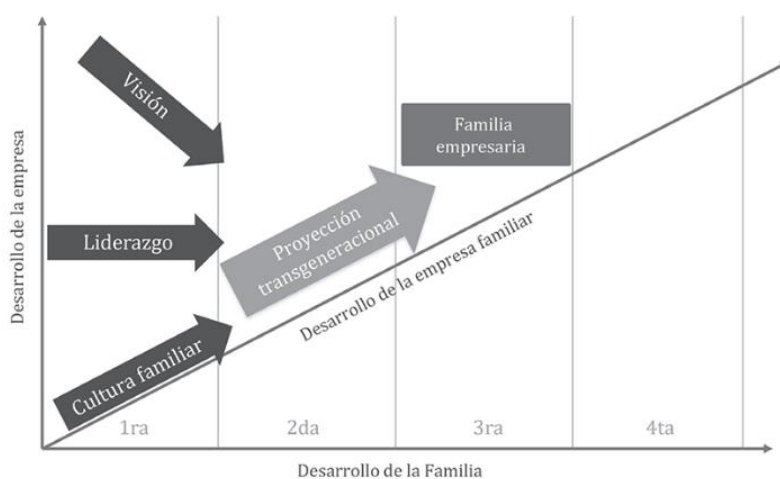 Desarrollo de la empresa
Visión
Liderazgo
Cultura familiar
Proyección
transgeneracional
Familia
empresaria
Desarrollo de la empresa familiar
1ra
2da
3ra
4ta
Desarrollo de la Familia